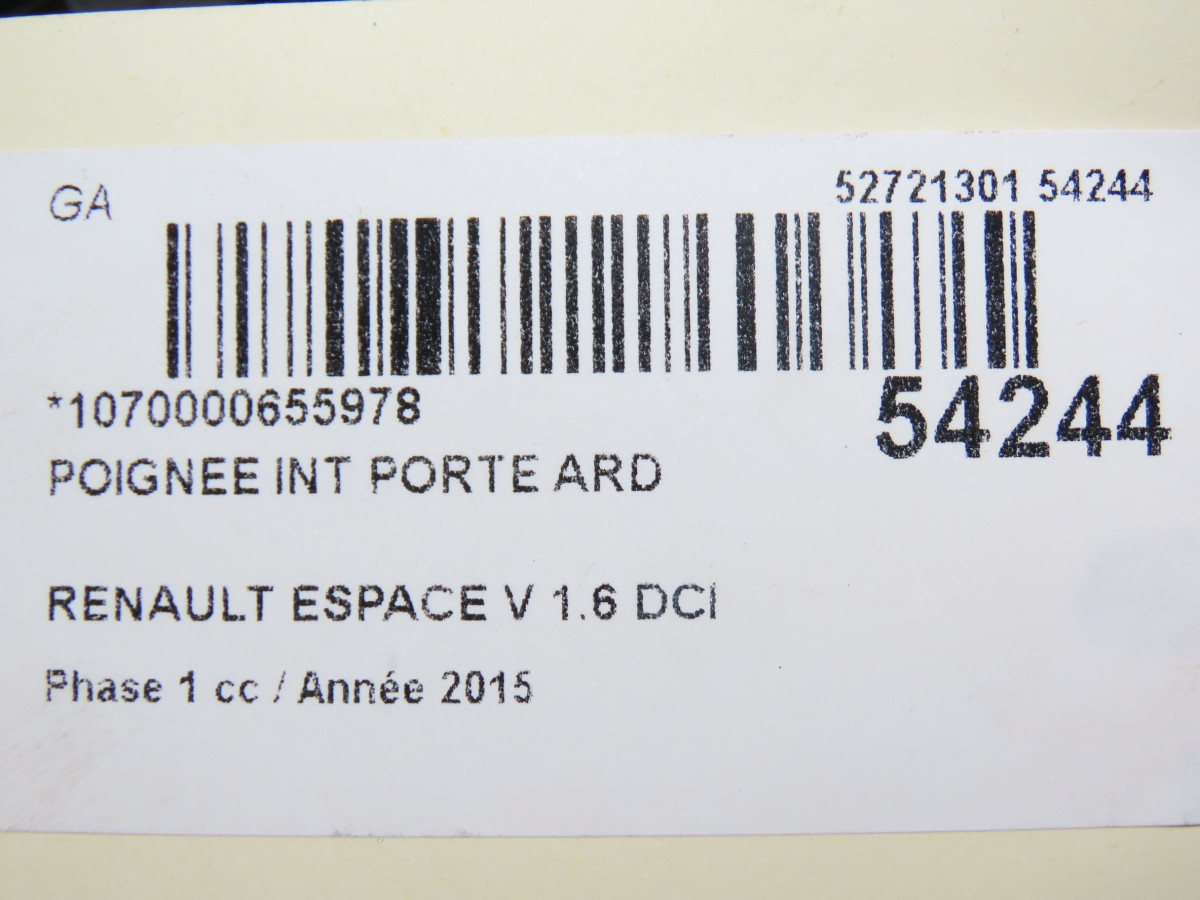 GA
52721301 54244
*1070000655978
54244
POIGNEE INT PORTE ARD
RENAULT ESPACE V 1.6 DCI
Phase 1 cc / Année 2015